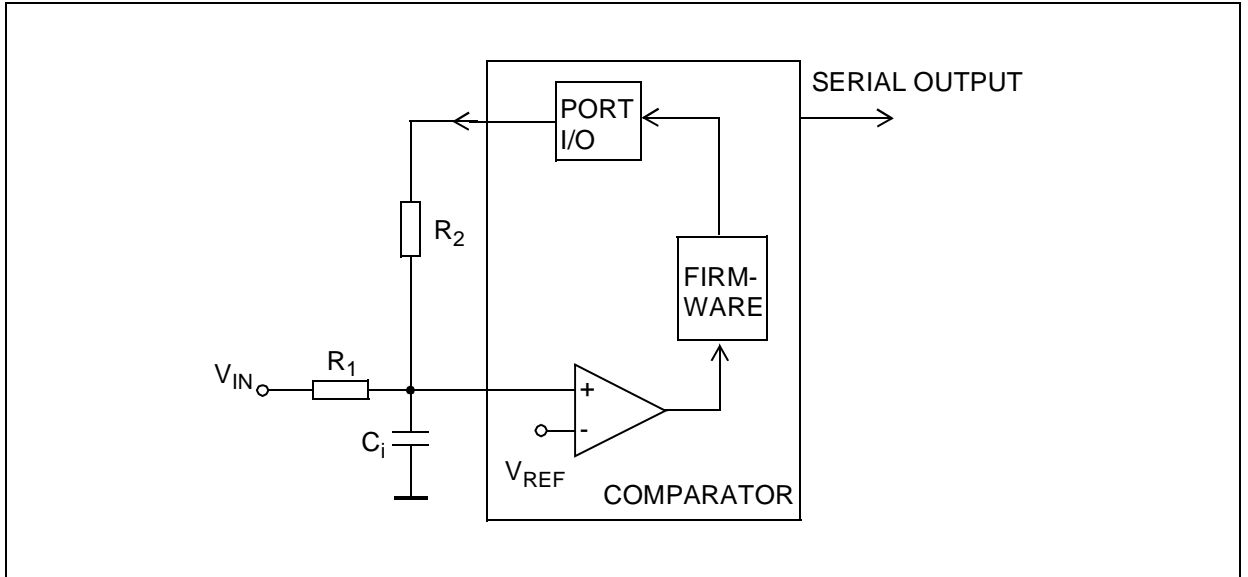 SERIAL OUTPUT
PORT
I/O
R2
FIRM-
WARE
R1
VIN
+
-
Ci
VREF
COMPARATOR